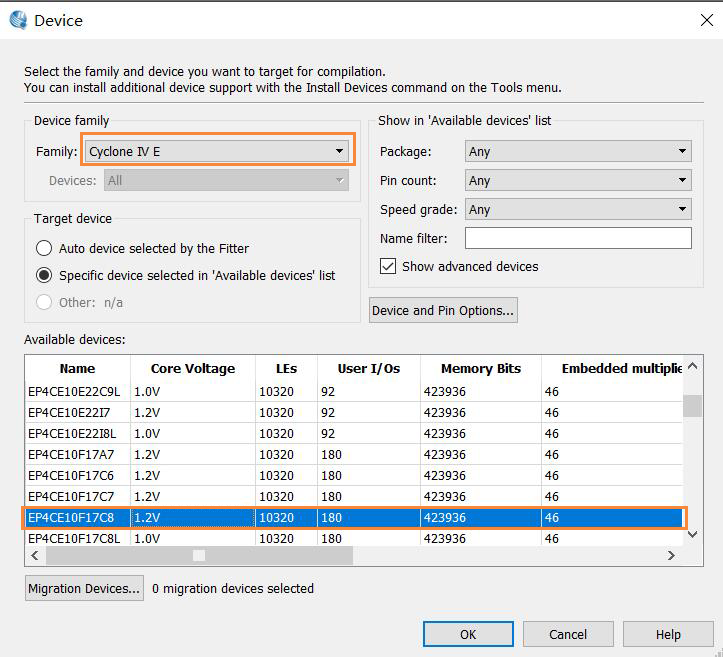 Device
Select the family and device you want to target for compilation.
You can install additional device support with the Install Devices command on the Tools menu.
Device family
Family: Cyclone IV E
Devices: All
Show in 'Available devices' list
Package: Any
Pin count: Any
Speed grade: Any
Name filter:
Show advanced devices
Target device
Auto device selected by the Fitter
Specific device selected in 'Available devices' list
Other: n/a
Device and Pin Options...
Available devices:
Name Core Voltage LEs User I/Os Memory Bits Embedded multiplie
EP4CE10E22C9L 1.0V 10320 92 423936 46
EP4CE10E22I7 1.2V 10320 92 423936 46
EP4CE10E22I8L 1.0V 10320 92 423936 46
EP4CE10F17A7 1.2V 10320 180 423936 46
EP4CE10F17C6 1.2V 10320 180 423936 46
EP4CE10F17C7 1.2V 10320 180 423936 46
EP4CE10F17C8 1.2V 10320 180 423936 46
EP4CE10F17C8L 1.0V 10320 180 423936 46
Migration Devices... 0 migration devices selected
OK Cancel Help